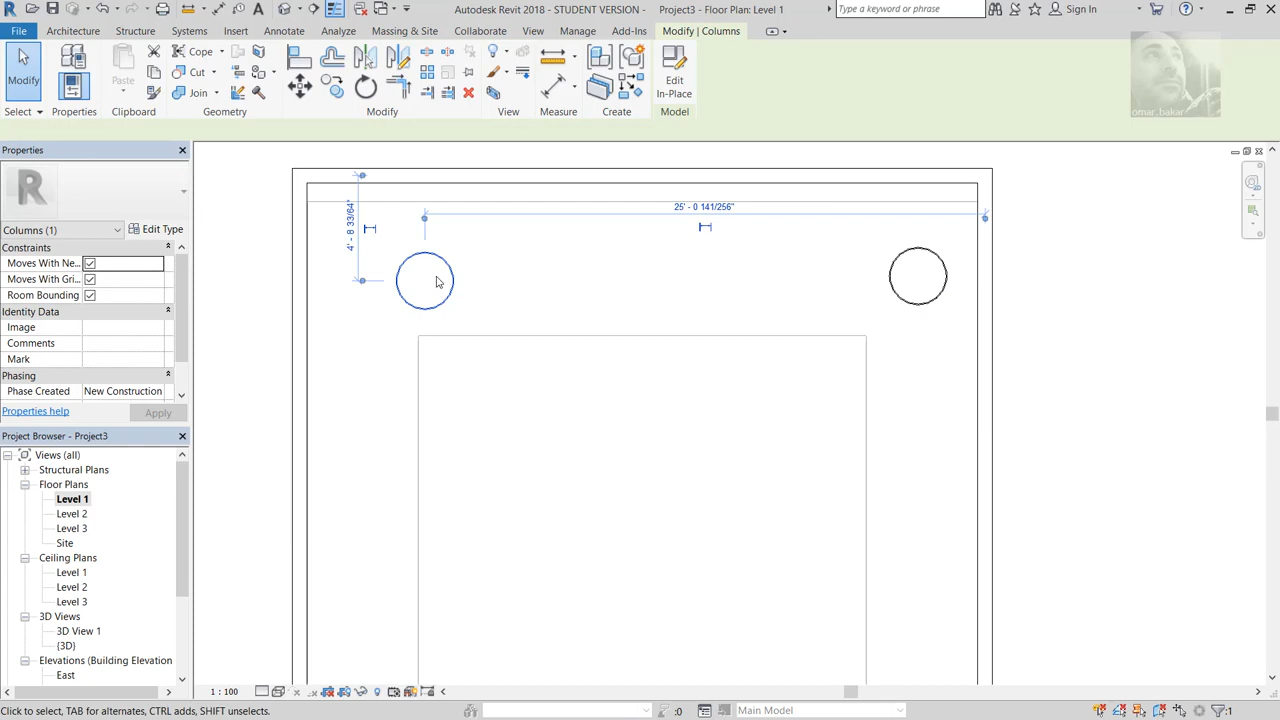 Autodesk Revit 2018 - STUDENT VERSION - Project3 - Floor Plan: Level 1
Type a keyword or phrase
Sign In
File Architecture Structure Systems Insert Annotate Analyze Massing & Site Collaborate View Manage Add-Ins Modify | Columns
Modify
Paste
Cope
Cut
Join
Edit
In-Place
Select Properties Clipboard Geometry Modify View Measure Create Model
omar_bakar
Properties
R
Columns (1)
Edit Type
Constraints
Moves With Ne...
Moves With Gri...
Room Bounding
Identity Data
Image
Comments
Mark
Phasing
Phase Created New Construction
Properties help
Apply
Project Browser - Project3
Views (all)
Structural Plans
Floor Plans
Level 1
Level 2
Level 3
Site
Ceiling Plans
Level 1
Level 2
Level 3
3D Views
3D View 1
{3D}
Elevations (Building Elevation
East
25' - 0 141/256"
4' - 8 33/64"
1 : 100
Click to select, TAB for alternates, CTRL adds, SHIFT unselects.
:0
Main Model
:1